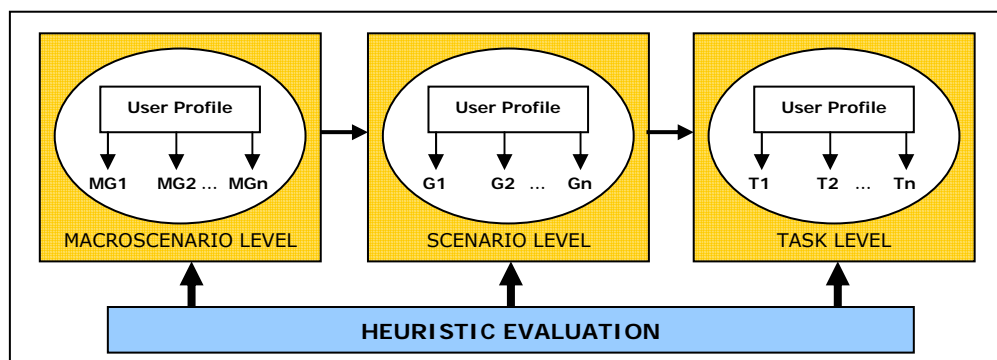 User Profile
MG1 MG2 ... MGn
MACROSCENARIO LEVEL
User Profile
G1 G2 ... Gn
SCENARIO LEVEL
User Profile
T1 T2 ... Tn
TASK LEVEL
HEURISTIC EVALUATION